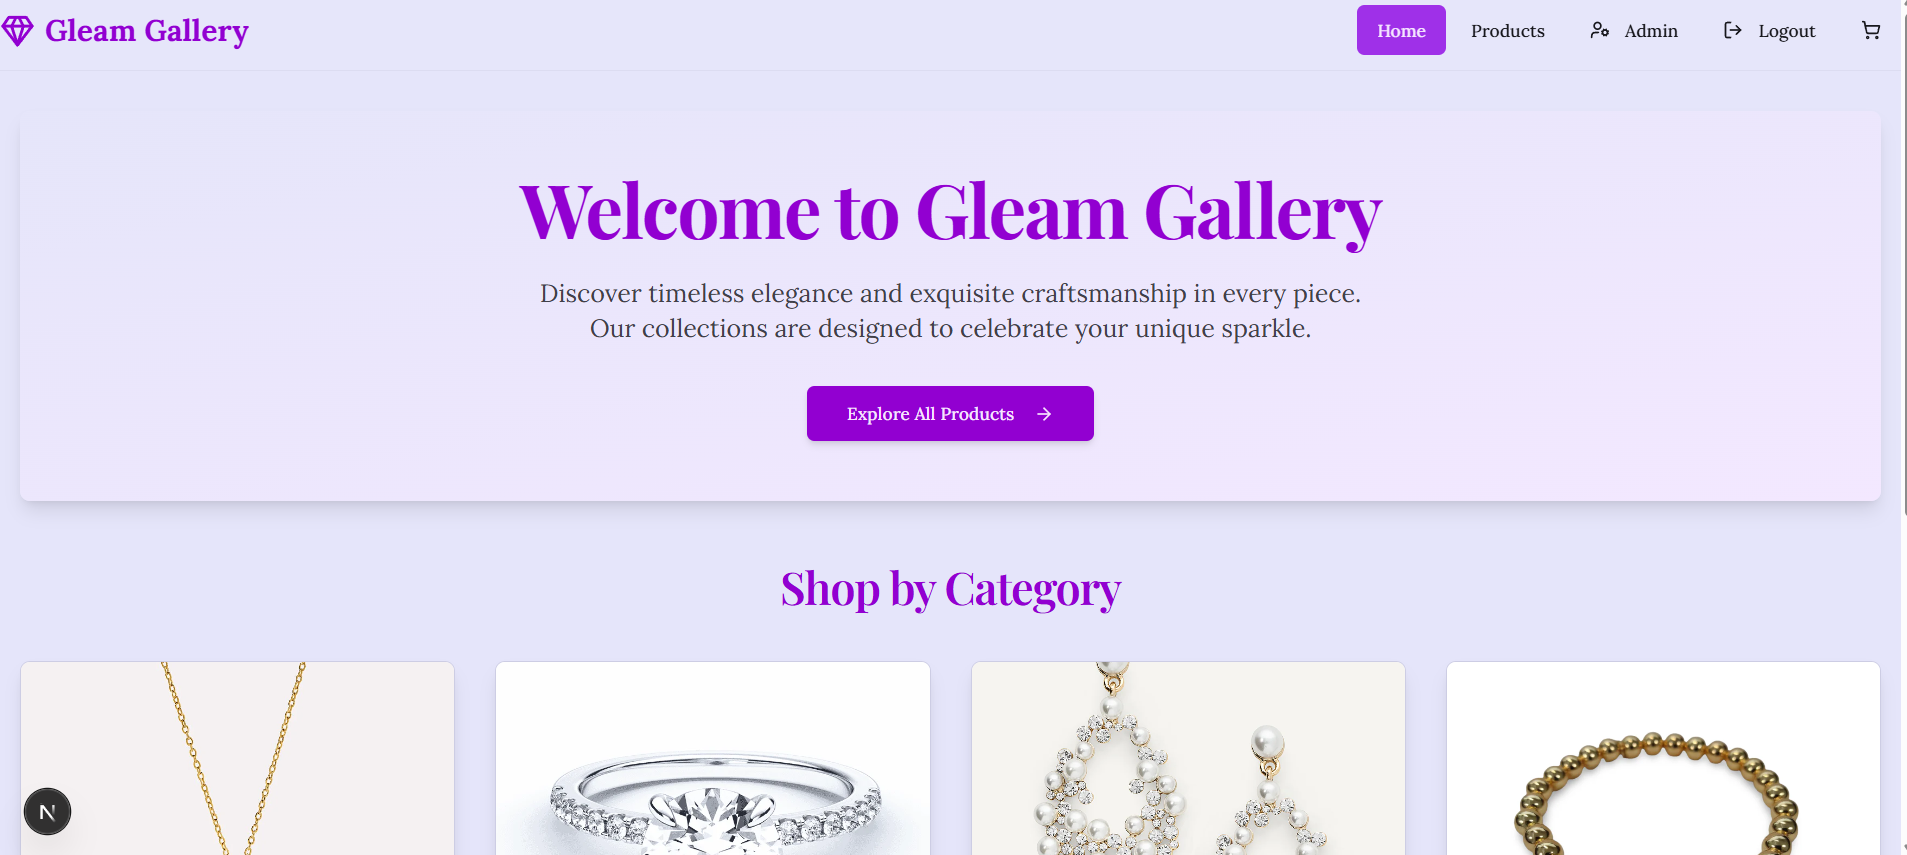 Gleam Gallery
Home
Products
Admin
Logout
Welcome to Gleam Gallery
Discover timeless elegance and exquisite craftsmanship in every piece.
Our collections are designed to celebrate your unique sparkle.
Explore All Products
Shop by Category
N